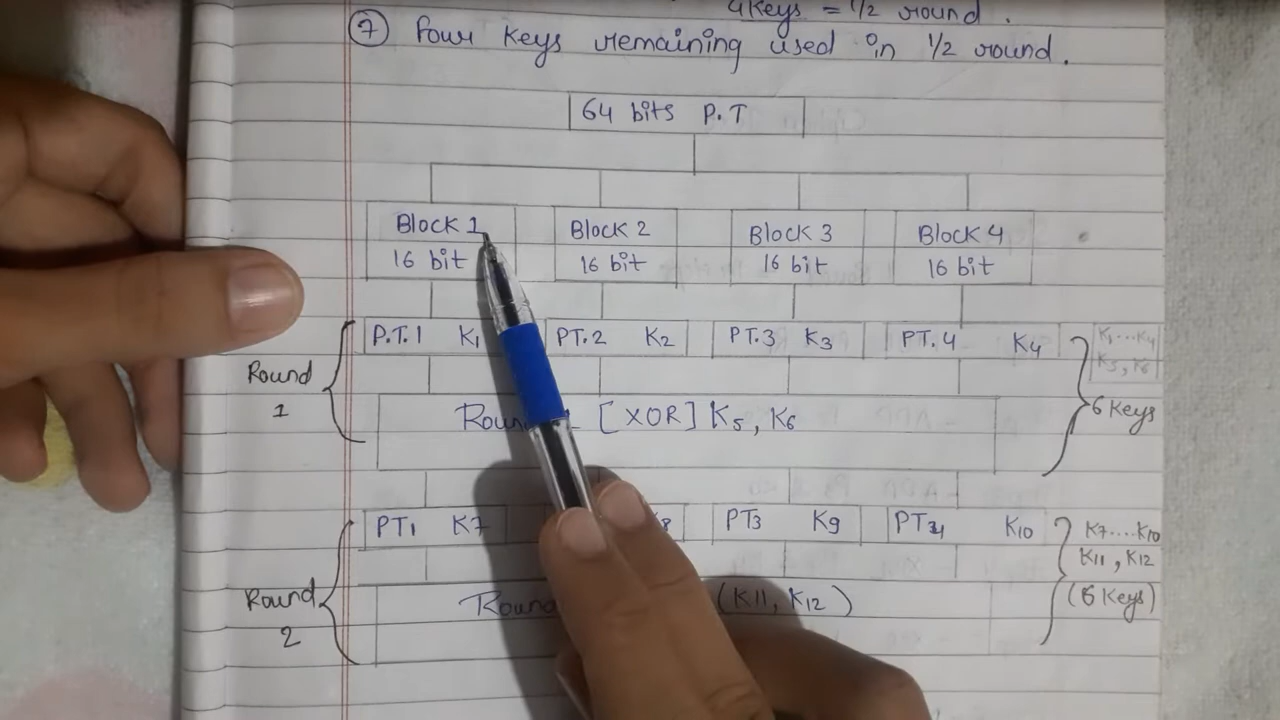 4 Keys = 1/2 round.
⑦ Four Keys remaining used in 1/2 round.
64 bits P.T
Block 1 Block 2 Block 3 Block 4
16 bit 16 bit 16 bit 16 bit
P.T.1 K1 PT.2 K2 PT.3 K3 PT.4 K4
K1...K4
K5, K6
Round
1
6 Keys
[XOR] K5, K6
PT1 K7 K8 PT3 K9 PT4 K10
K7....K10
K11, K12
(6 Keys)
Round
2
(K11, K12)